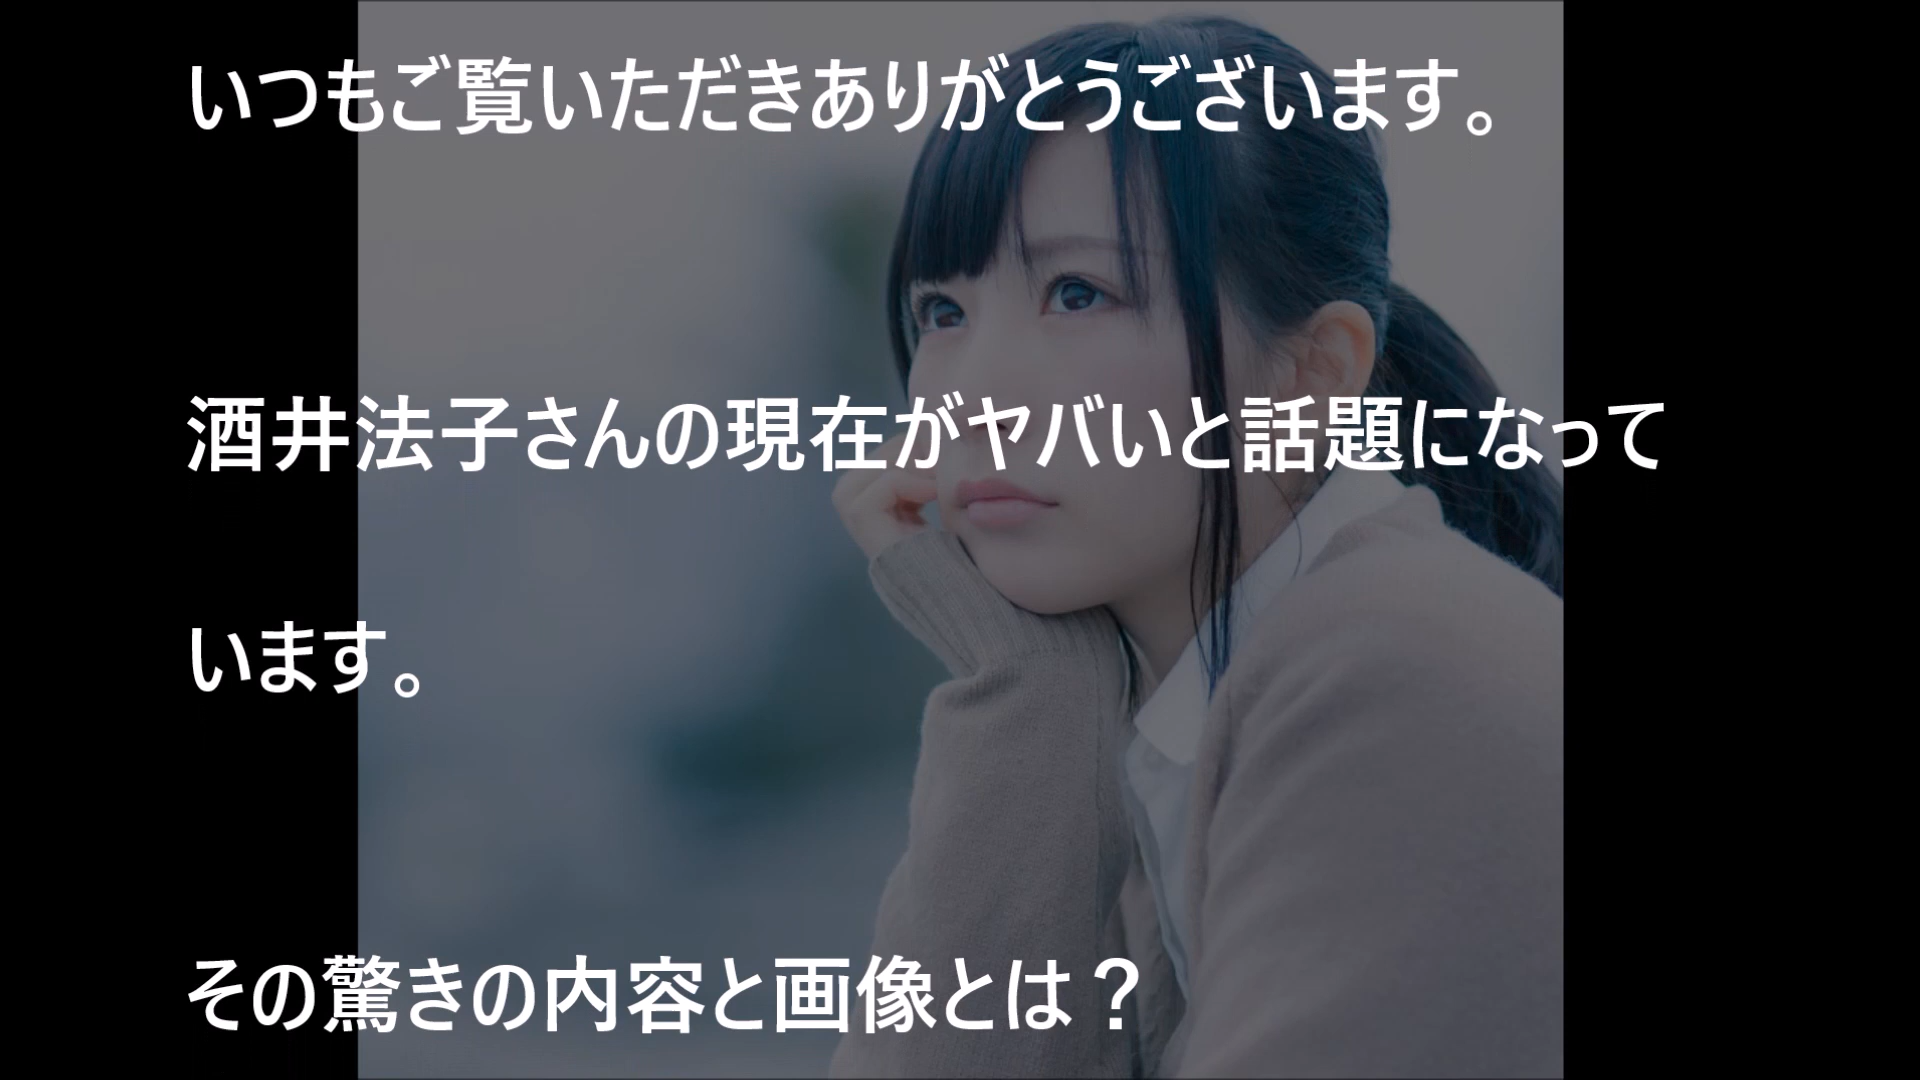 いつもご覧いただきありがとうございます。
酒井法子さんの現在がヤバいと話題になって
います。
その驚きの内容と画像とは？